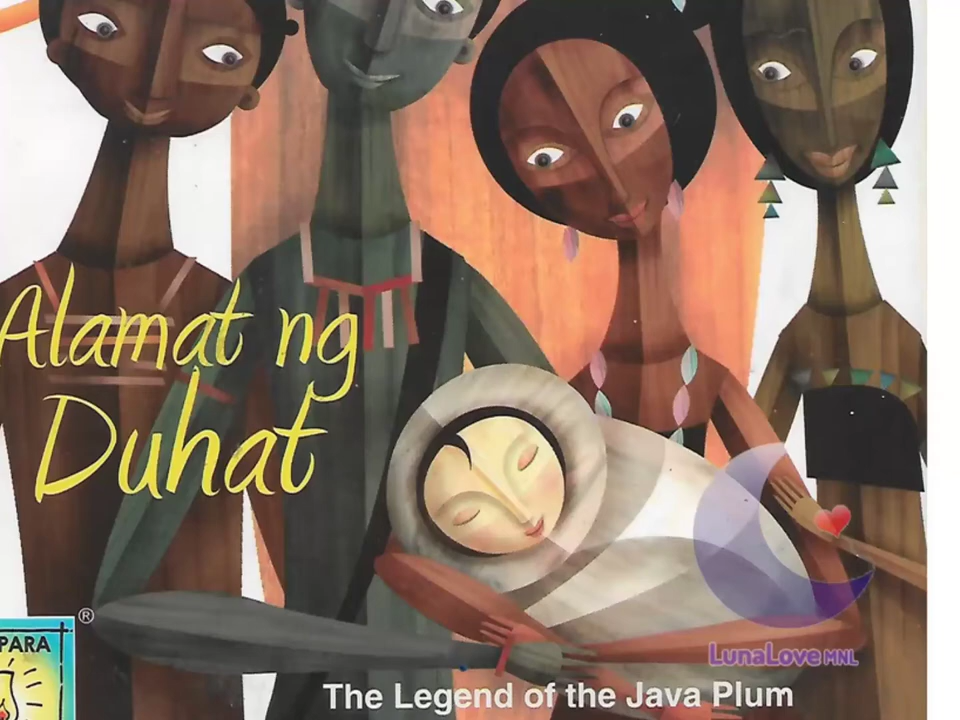 Alamat ng
Duhat
PARA
®
LunaLove MNL
The Legend of the Java Plum